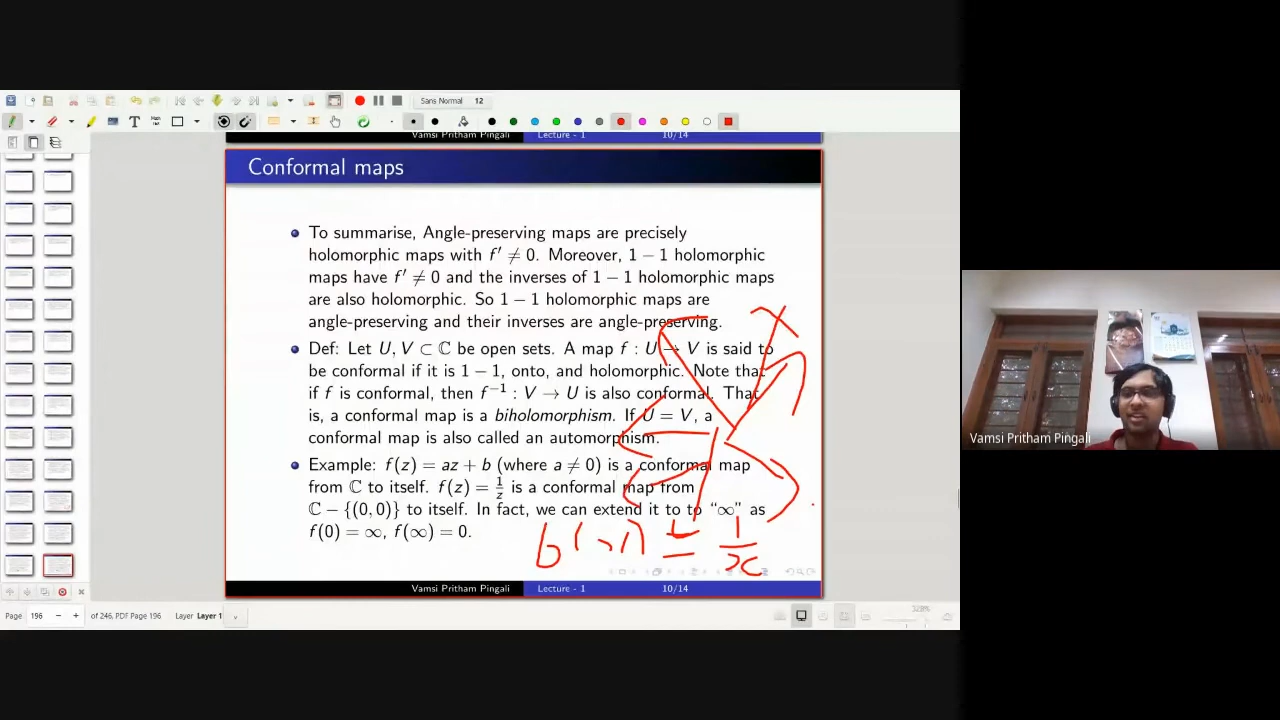 Sans Normal 12
Vamsi Pritham Pingali Lecture - 1 10/14
Conformal maps
To summarise, Angle-preserving maps are precisely
holomorphic maps with f′ ≠ 0. Moreover, 1 − 1 holomorphic
maps have f′ ≠ 0 and the inverses of 1 − 1 holomorphic maps
are also holomorphic. So 1 − 1 holomorphic maps are
angle-preserving and their inverses are angle-preserving.
Def: Let U, V ⊂ ℂ be open sets. A map f : U → V is said to
be conformal if it is 1 − 1, onto, and holomorphic. Note that
if f is conformal, then f⁻¹ : V → U is also conformal. That
is, a conformal map is a biholomorphism. If U = V, a
conformal map is also called an automorphism.
Example: f(z) = az + b (where a ≠ 0) is a conformal map
from ℂ to itself. f(z) = 1/z is a conformal map from
ℂ − {(0, 0)} to itself. In fact, we can extend it to to “∞” as
f(0) = ∞, f(∞) = 0.
Vamsi Pritham Pingali Lecture - 1 10/14
Page 196 − + of 246, PDF Page 196 Layer Layer 1 328%
Vamsi Pritham Pingali